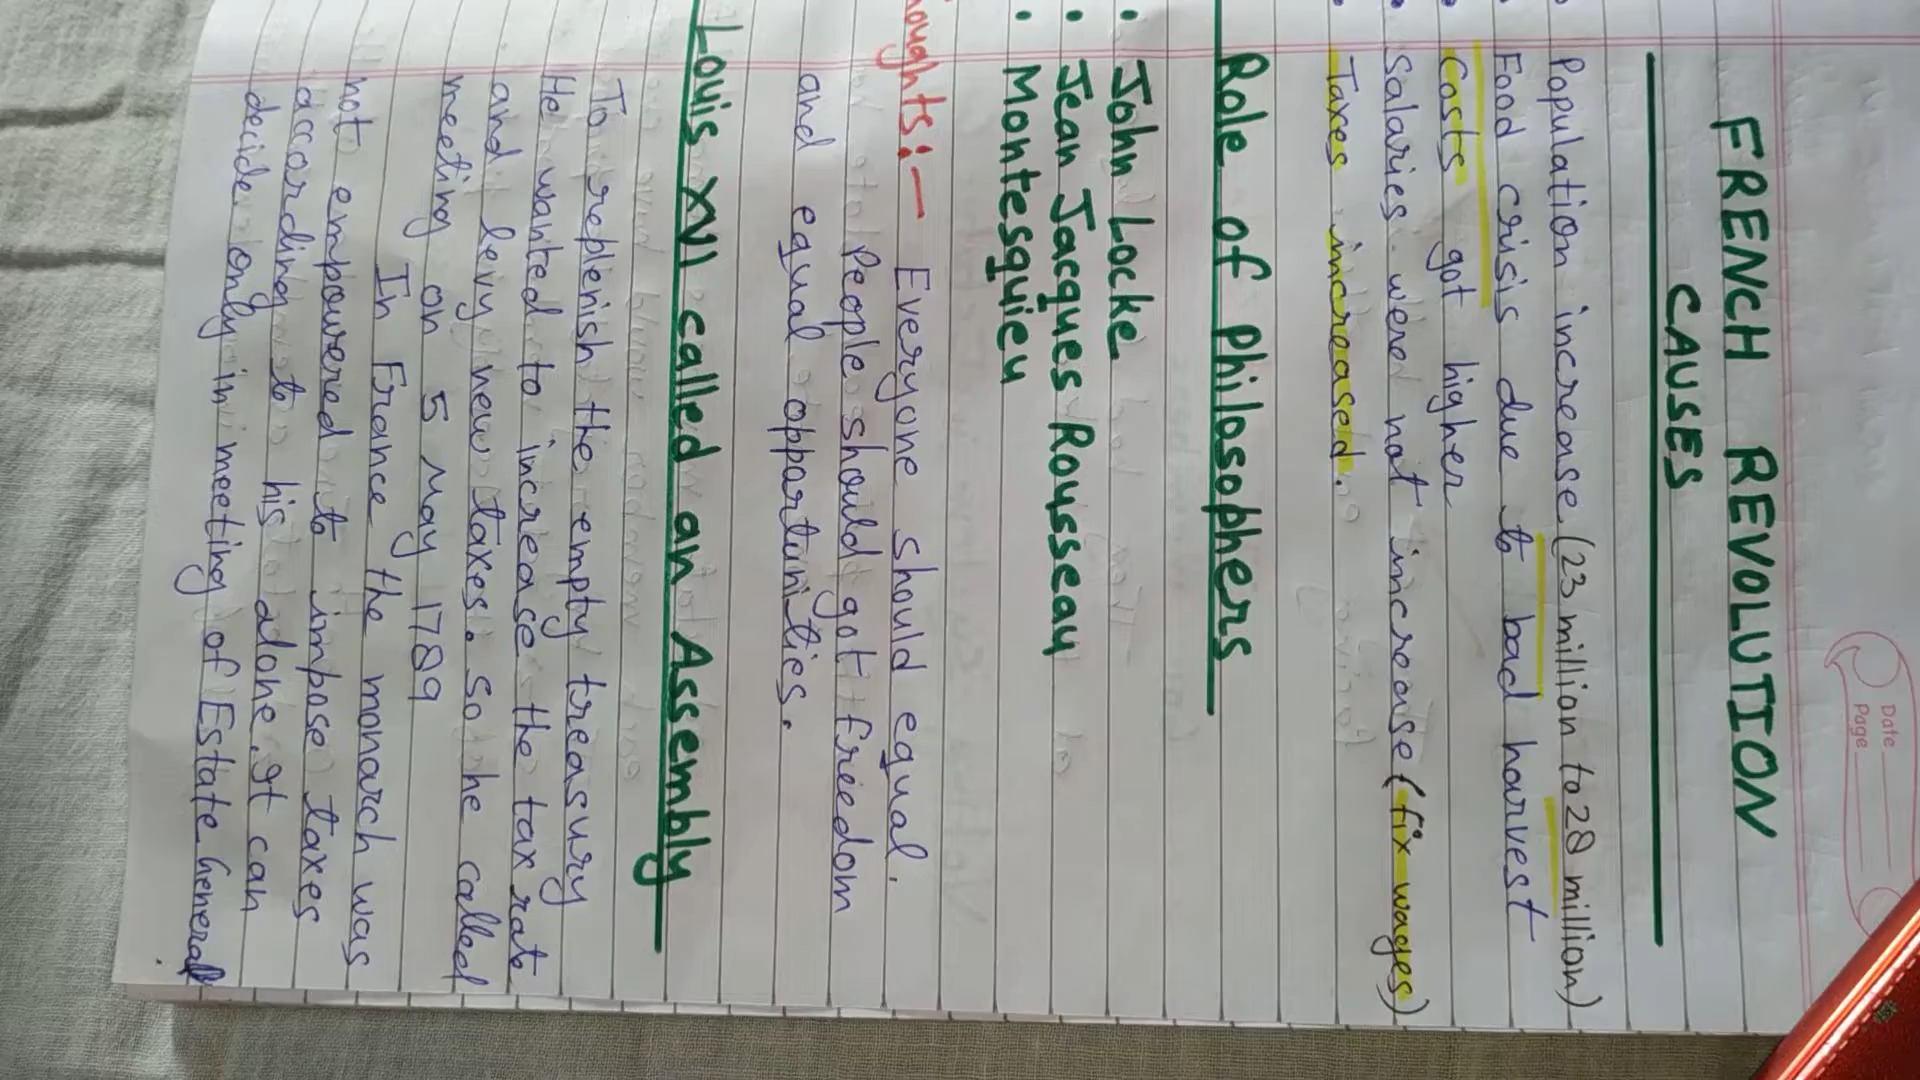 Date
Page
FRENCH REVOLUTION
CAUSES
• Population increase (23 million to 28 million)
• Food crisis due to bad harvest
• Costs got higher
• Salaries were not increase (fix wages)
• Taxes increased.
Role of Philosophers
• John Locke
• Jean Jacques Rousseau
• Montesquieu
houghts:— Everyone should equal.
People should got freedom
and equal opportunities.
Louis XVI called an Assembly
To replenish the empty treasury
He wanted to increase the tax rate
and levy new taxes. So he called
meeting on 5 May 1789
In France the monarch was
not empowered to impose taxes
according to his alone. It can
decide only in meeting of Estate General